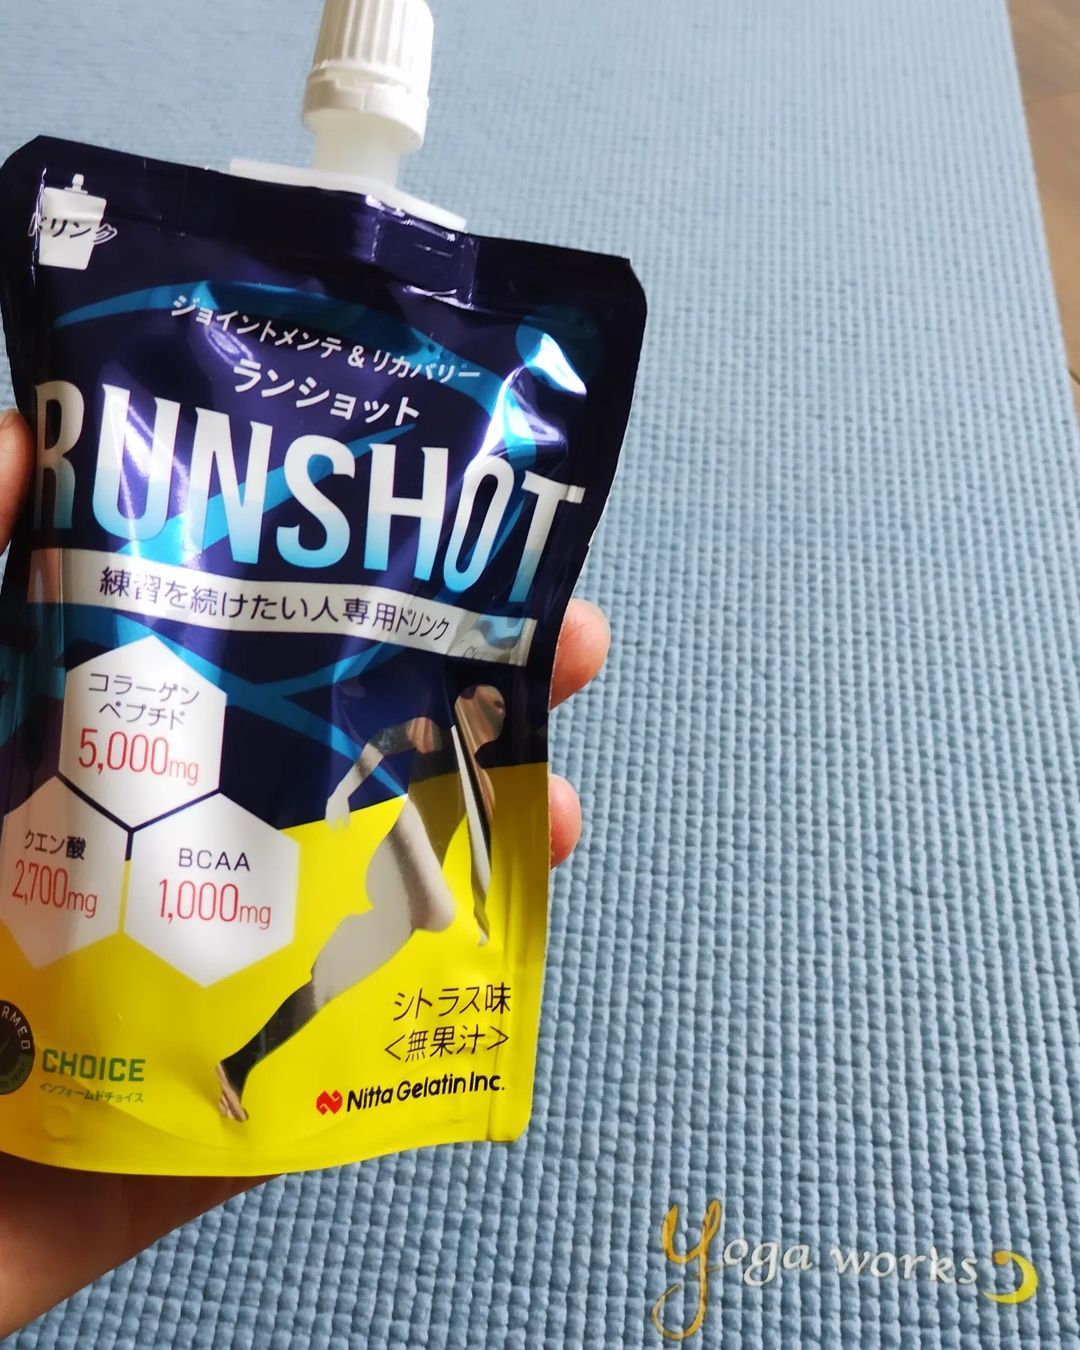 ドリンク
ジョイントメンテ & リカバリー
ランショット
RUNSHOT
練習を続けたい人専用ドリンク
コラーゲン
ペプチド
5,000mg
クエン酸
2,700mg
BCAA
1,000mg
シトラス味
<無果汁>
CHOICE
インフォームドチョイス
Nitta Gelatin Inc.
Yoga works